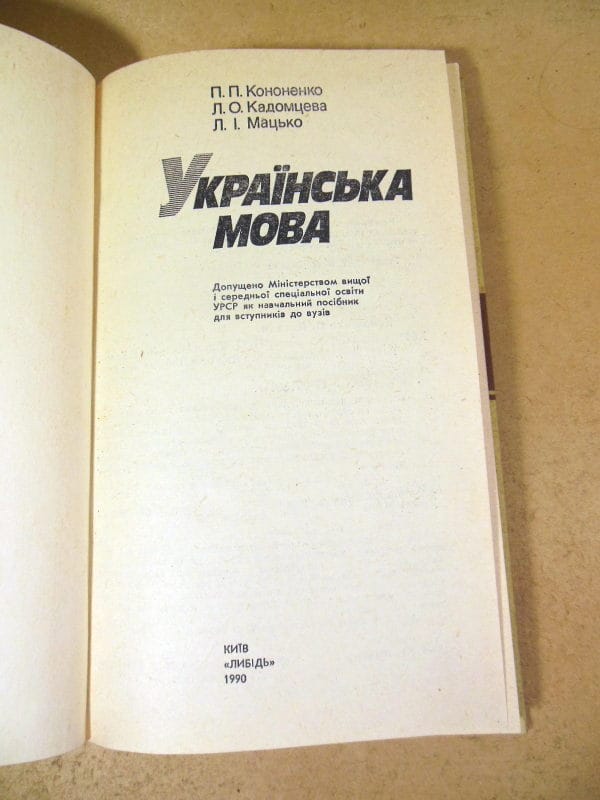 П. П. Кононенко
Л. О. Кадомцева
Л. І. Мацько
УКРАЇНСЬКА
МОВА
Допущено Міністерством вищої
і середньої спеціальної освіти
УРСР як навчальний посібник
для вступників до вузів
КИЇВ
«ЛИБІДЬ»
1990